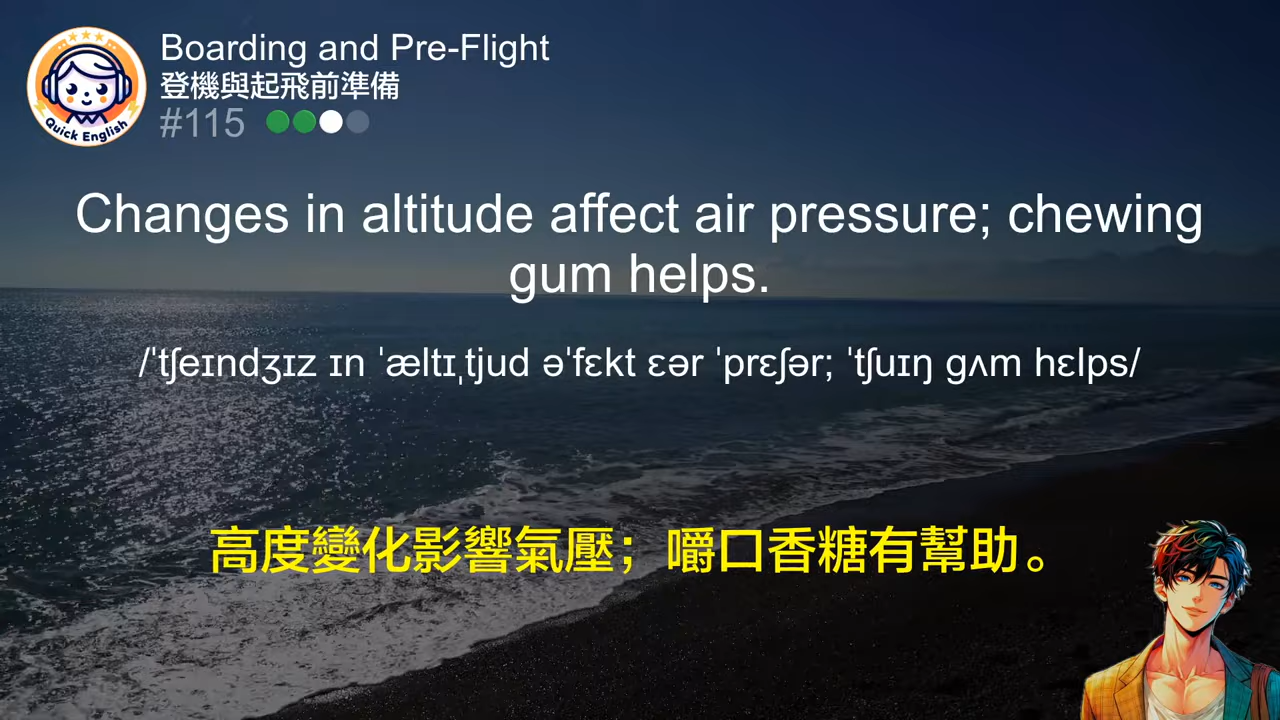 Quick English
Boarding and Pre-Flight
登機與起飛前準備
#115
Changes in altitude affect air pressure; chewing
gum helps.
/ˈtʃeɪndʒɪz ɪn ˈæltɪˌtjud əˈfɛkt ɛər ˈprɛʃər; ˈtʃuɪŋ gʌm hɛlps/
高度變化影響氣壓；嚼口香糖有幫助。